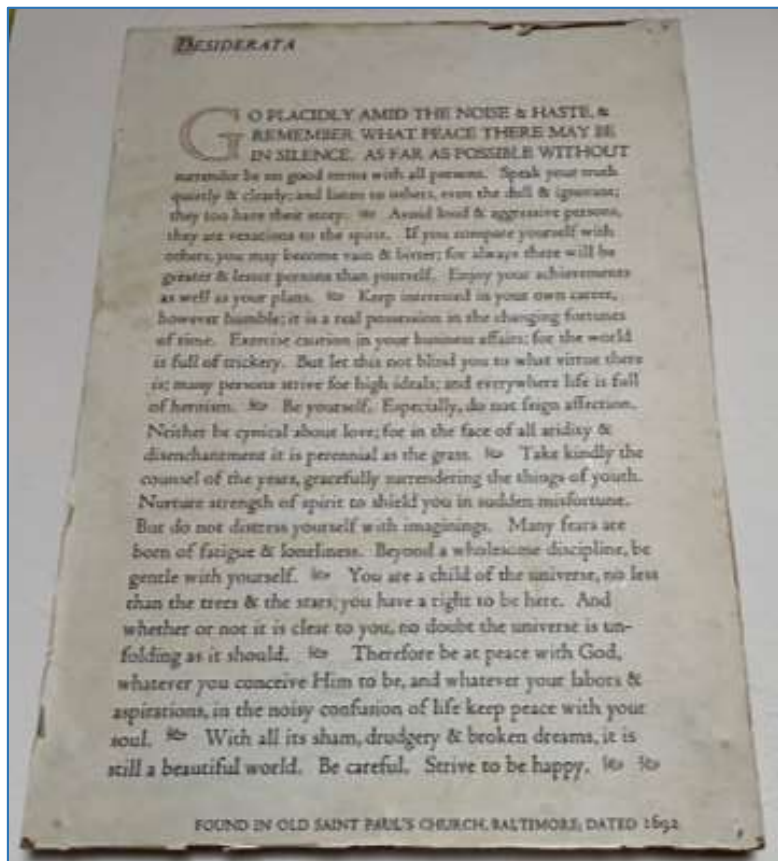 DESIDERATA
GO PLACIDLY AMID THE NOISE & HASTE, &
REMEMBER WHAT PEACE THERE MAY BE
IN SILENCE. AS FAR AS POSSIBLE WITHOUT
surrender be on good terms with all persons. Speak your truth
quietly & clearly; and listen to others, even the dull & ignorant;
they too have their story. Avoid loud & aggressive persons,
they are vexations to the spirit. If you compare yourself with
others, you may become vain & bitter; for always there will be
greater & lesser persons than yourself. Enjoy your achievements
as well as your plans. Keep interested in your own career,
however humble; it is a real possession in the changing fortunes
of time. Exercise caution in your business affairs; for the world
is full of trickery. But let this not blind you to what virtue there
is; many persons strive for high ideals; and everywhere life is full
of heroism. Be yourself. Especially, do not feign affection.
Neither be cynical about love; for in the face of all aridity &
disenchantment it is perennial as the grass. Take kindly the
counsel of the years, gracefully surrendering the things of youth.
Nurture strength of spirit to shield you in sudden misfortune.
But do not distress yourself with imaginings. Many fears are
born of fatigue & loneliness. Beyond a wholesome discipline, be
gentle with yourself. You are a child of the universe, no less
than the trees & the stars; you have a right to be here. And
whether or not it is clear to you, no doubt the universe is un-
folding as it should. Therefore be at peace with God,
whatever you conceive Him to be, and whatever your labors &
aspirations, in the noisy confusion of life keep peace with your
soul. With all its sham, drudgery & broken dreams, it is
still a beautiful world. Be careful. Strive to be happy.
FOUND IN OLD SAINT PAUL'S CHURCH, BALTIMORE; DATED 1692